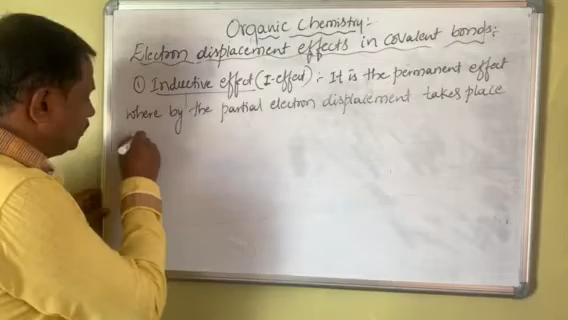 Organic Chemistry:-
Electron displacement effects in covalent bonds:
① Inductive effect (I-effect):- It is the permanent effect
where by the partial electron displacement takes place